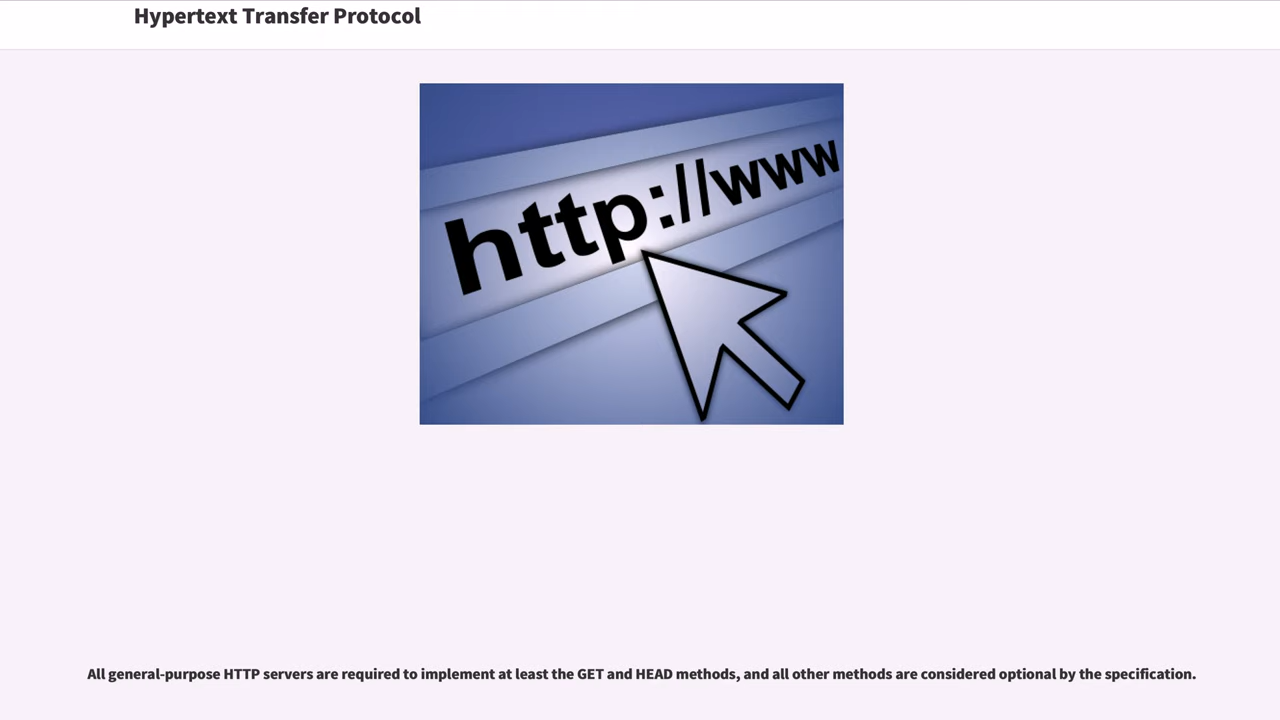 Hypertext Transfer Protocol
http://www
All general-purpose HTTP servers are required to implement at least the GET and HEAD methods, and all other methods are considered optional by the specification.